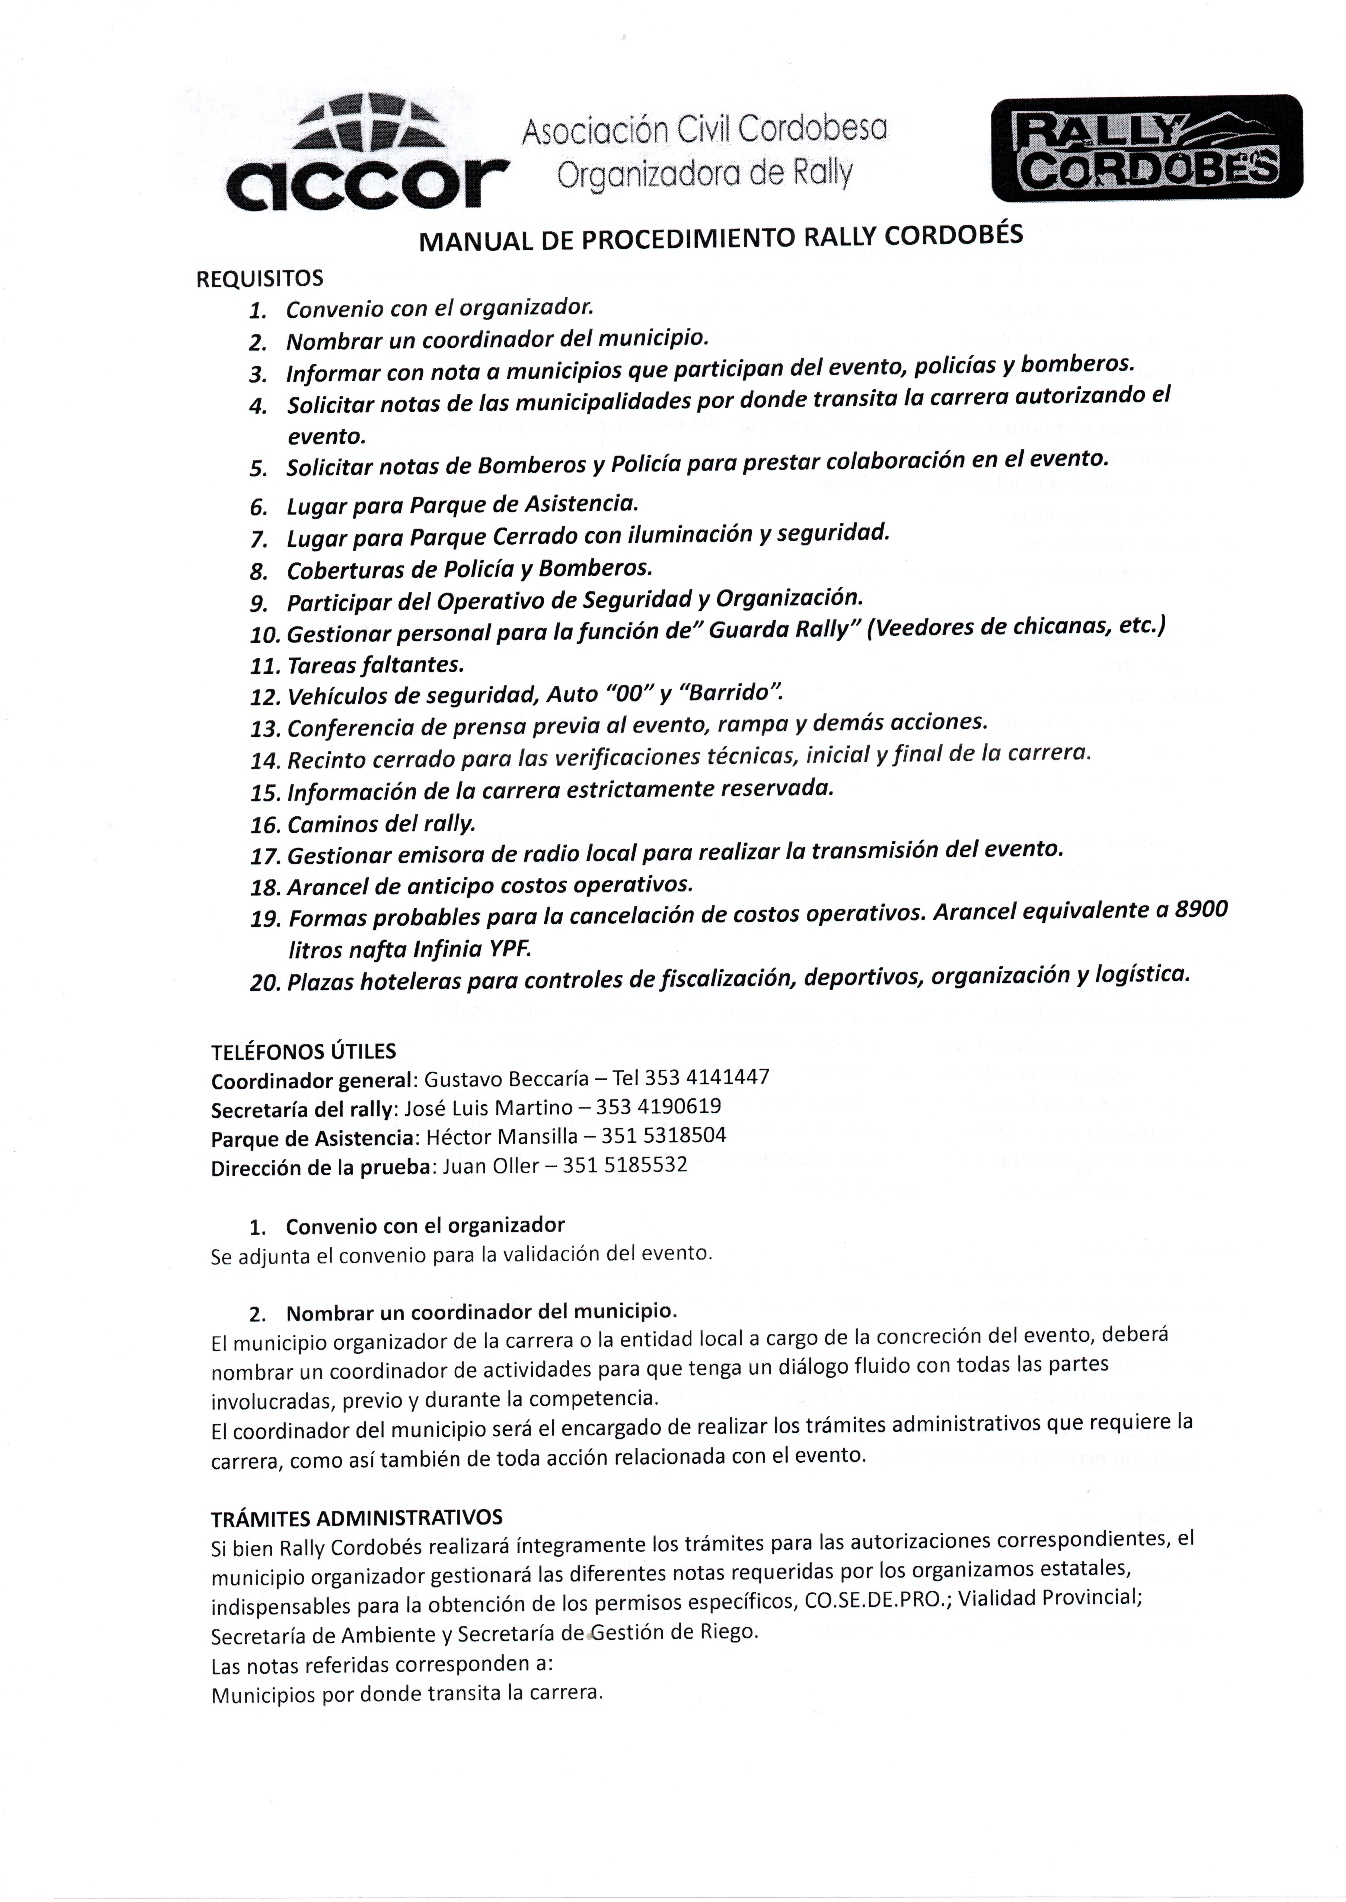 accor
Asociación Civil Cordobesa
Organizadora de Rally
RALLY
CORDOBÉS
MANUAL DE PROCEDIMIENTO RALLY CORDOBÉS
REQUISITOS
1. Convenio con el organizador.
2. Nombrar un coordinador del municipio.
3. Informar con nota a municipios que participan del evento, policías y bomberos.
4. Solicitar notas de las municipalidades por donde transita la carrera autorizando el
evento.
5. Solicitar notas de Bomberos y Policía para prestar colaboración en el evento.
6. Lugar para Parque de Asistencia.
7. Lugar para Parque Cerrado con iluminación y seguridad.
8. Coberturas de Policía y Bomberos.
9. Participar del Operativo de Seguridad y Organización.
10. Gestionar personal para la función de" Guarda Rally" (Veedores de chicanas, etc.)
11. Tareas faltantes.
12. Vehículos de seguridad, Auto "00" y "Barrido".
13. Conferencia de prensa previa al evento, rampa y demás acciones.
14. Recinto cerrado para las verificaciones técnicas, inicial y final de la carrera.
15. Información de la carrera estrictamente reservada.
16. Caminos del rally.
17. Gestionar emisora de radio local para realizar la transmisión del evento.
18. Arancel de anticipo costos operativos.
19. Formas probables para la cancelación de costos operativos. Arancel equivalente a 8900
litros nafta Infinia YPF.
20. Plazas hoteleras para controles de fiscalización, deportivos, organización y logística.
TELÉFONOS ÚTILES
Coordinador general: Gustavo Beccaría – Tel 353 4141447
Secretaría del rally: José Luis Martino – 353 4190619
Parque de Asistencia: Héctor Mansilla – 351 5318504
Dirección de la prueba: Juan Oller – 351 5185532
1. Convenio con el organizador
Se adjunta el convenio para la validación del evento.
2. Nombrar un coordinador del municipio.
El municipio organizador de la carrera o la entidad local a cargo de la concreción del evento, deberá
nombrar un coordinador de actividades para que tenga un diálogo fluido con todas las partes
involucradas, previo y durante la competencia.
El coordinador del municipio será el encargado de realizar los trámites administrativos que requiere la
carrera, como así también de toda acción relacionada con el evento.
TRÁMITES ADMINISTRATIVOS
Si bien Rally Cordobés realizará íntegramente los trámites para las autorizaciones correspondientes, el
municipio organizador gestionará las diferentes notas requeridas por los organizamos estatales,
indispensables para la obtención de los permisos específicos, CO.SE.DE.PRO.; Vialidad Provincial;
Secretaría de Ambiente y Secretaría de Gestión de Riego.
Las notas referidas corresponden a:
Municipios por donde transita la carrera.